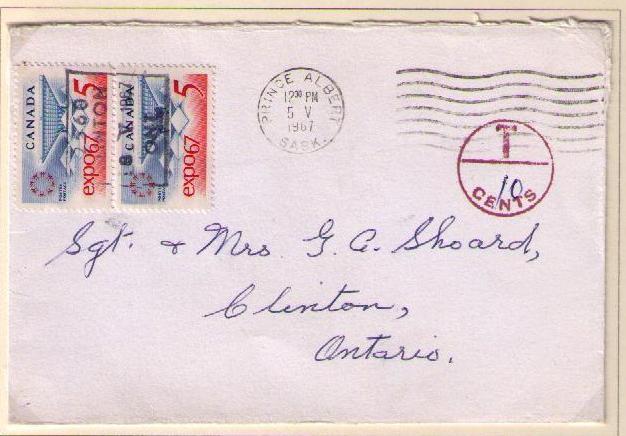 CANADA 5 expo67
CANADA 5 expo67
PRINCE ALBERT
12³⁰ PM
5 V
1967
SASK.
T
10
CENTS
Sgt. & Mrs. G. A. Shoard,
Clinton,
Ontario.